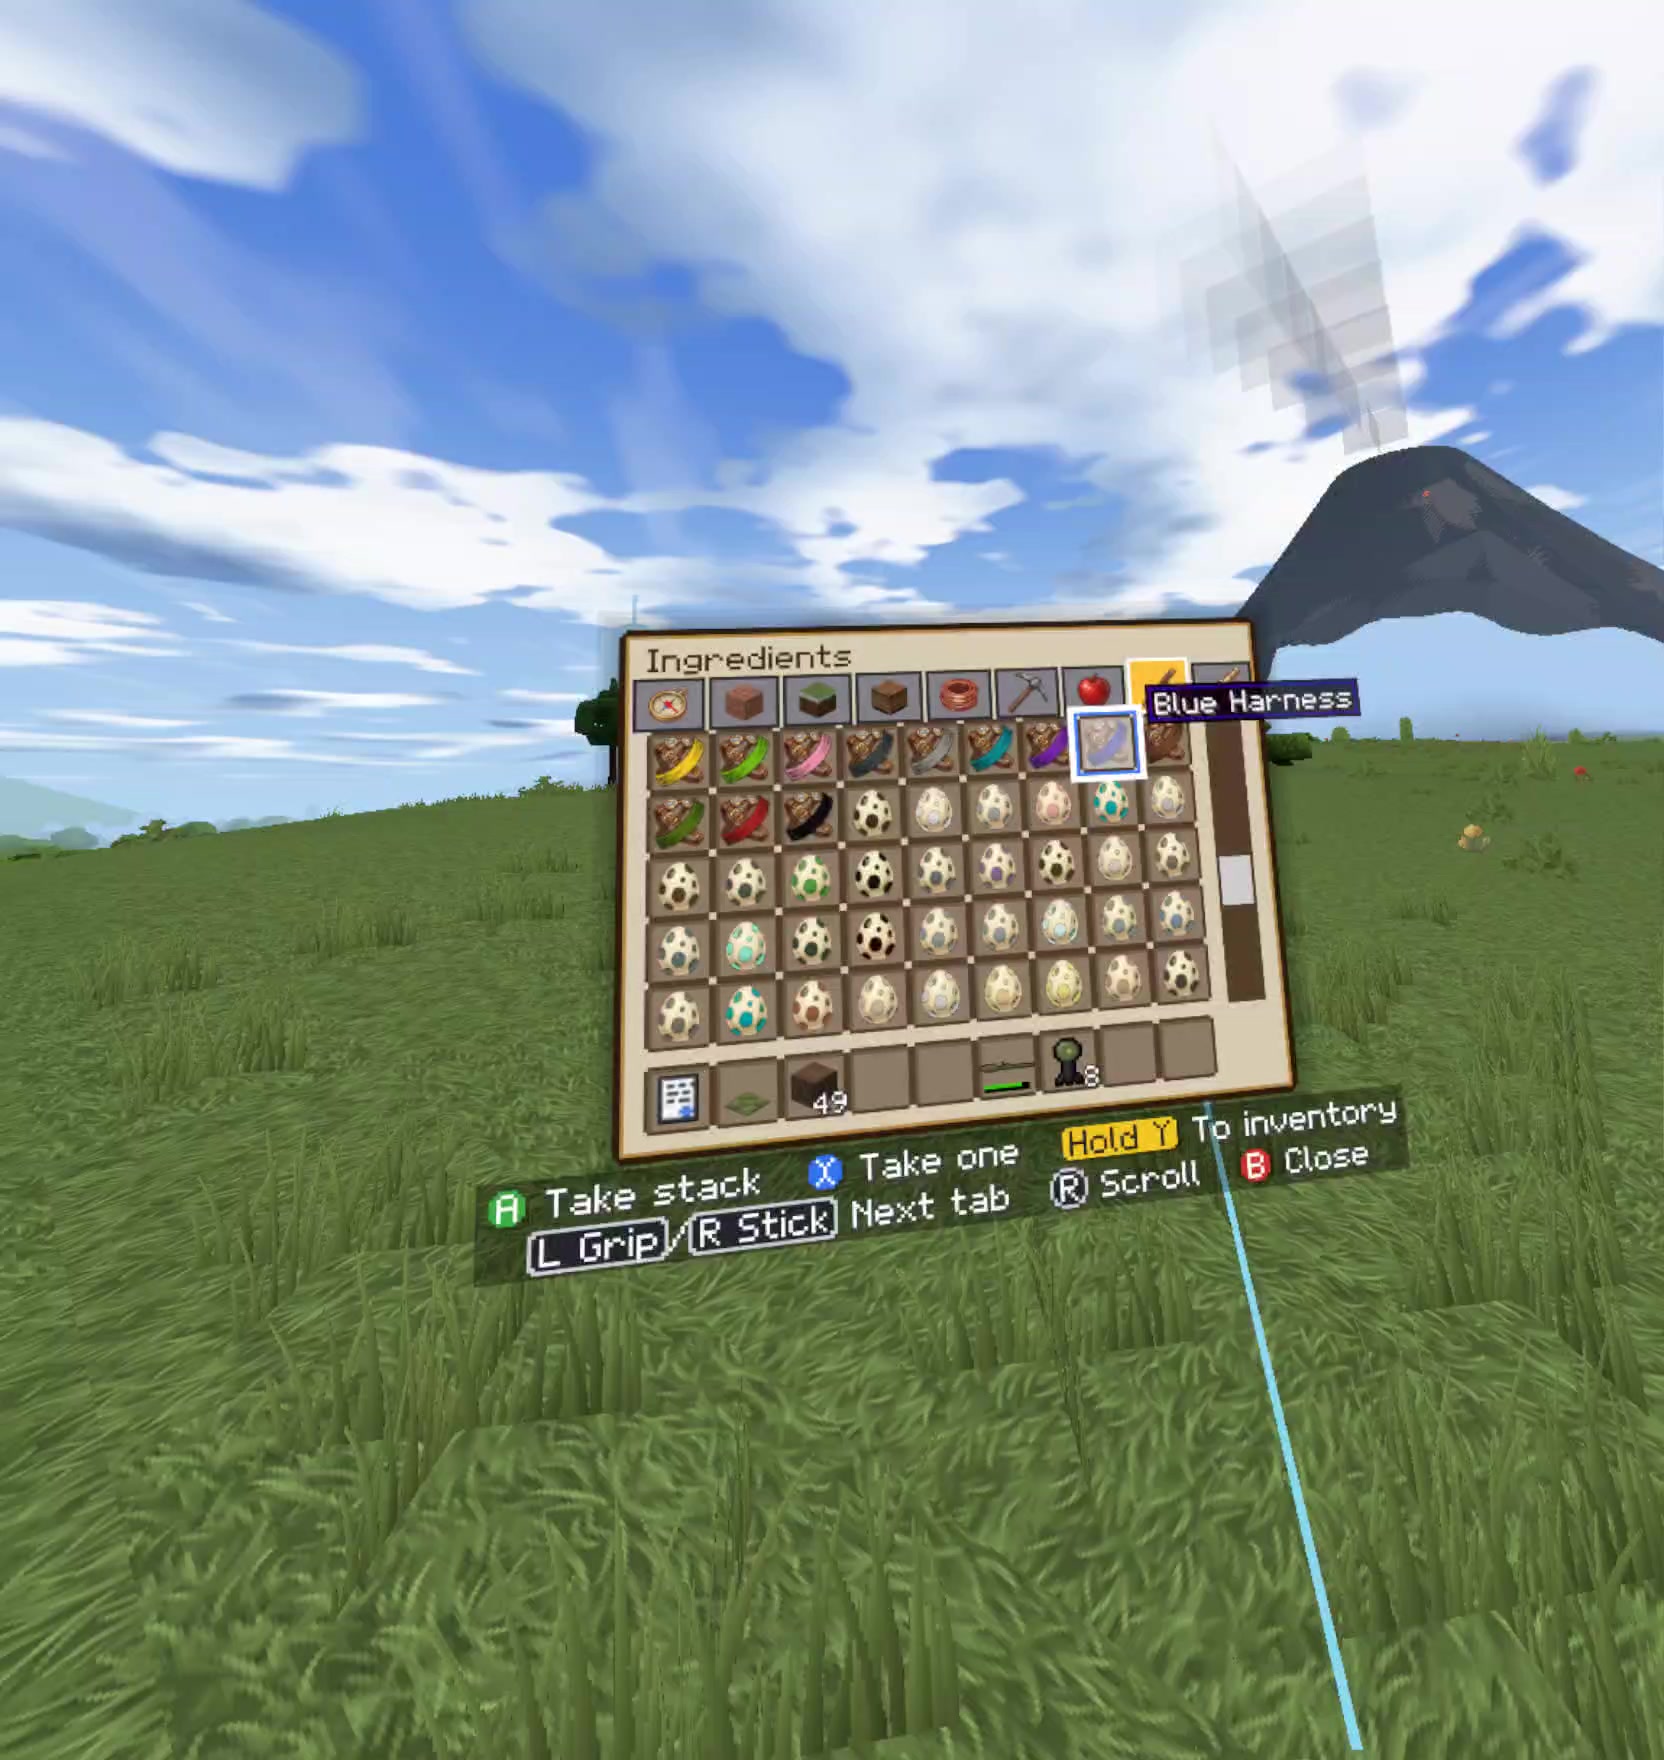 Ingredients
Blue Harness
49
8
A Take stack X Take one Hold Y To inventory
L Grip/R Stick Next tab R Scroll B Close